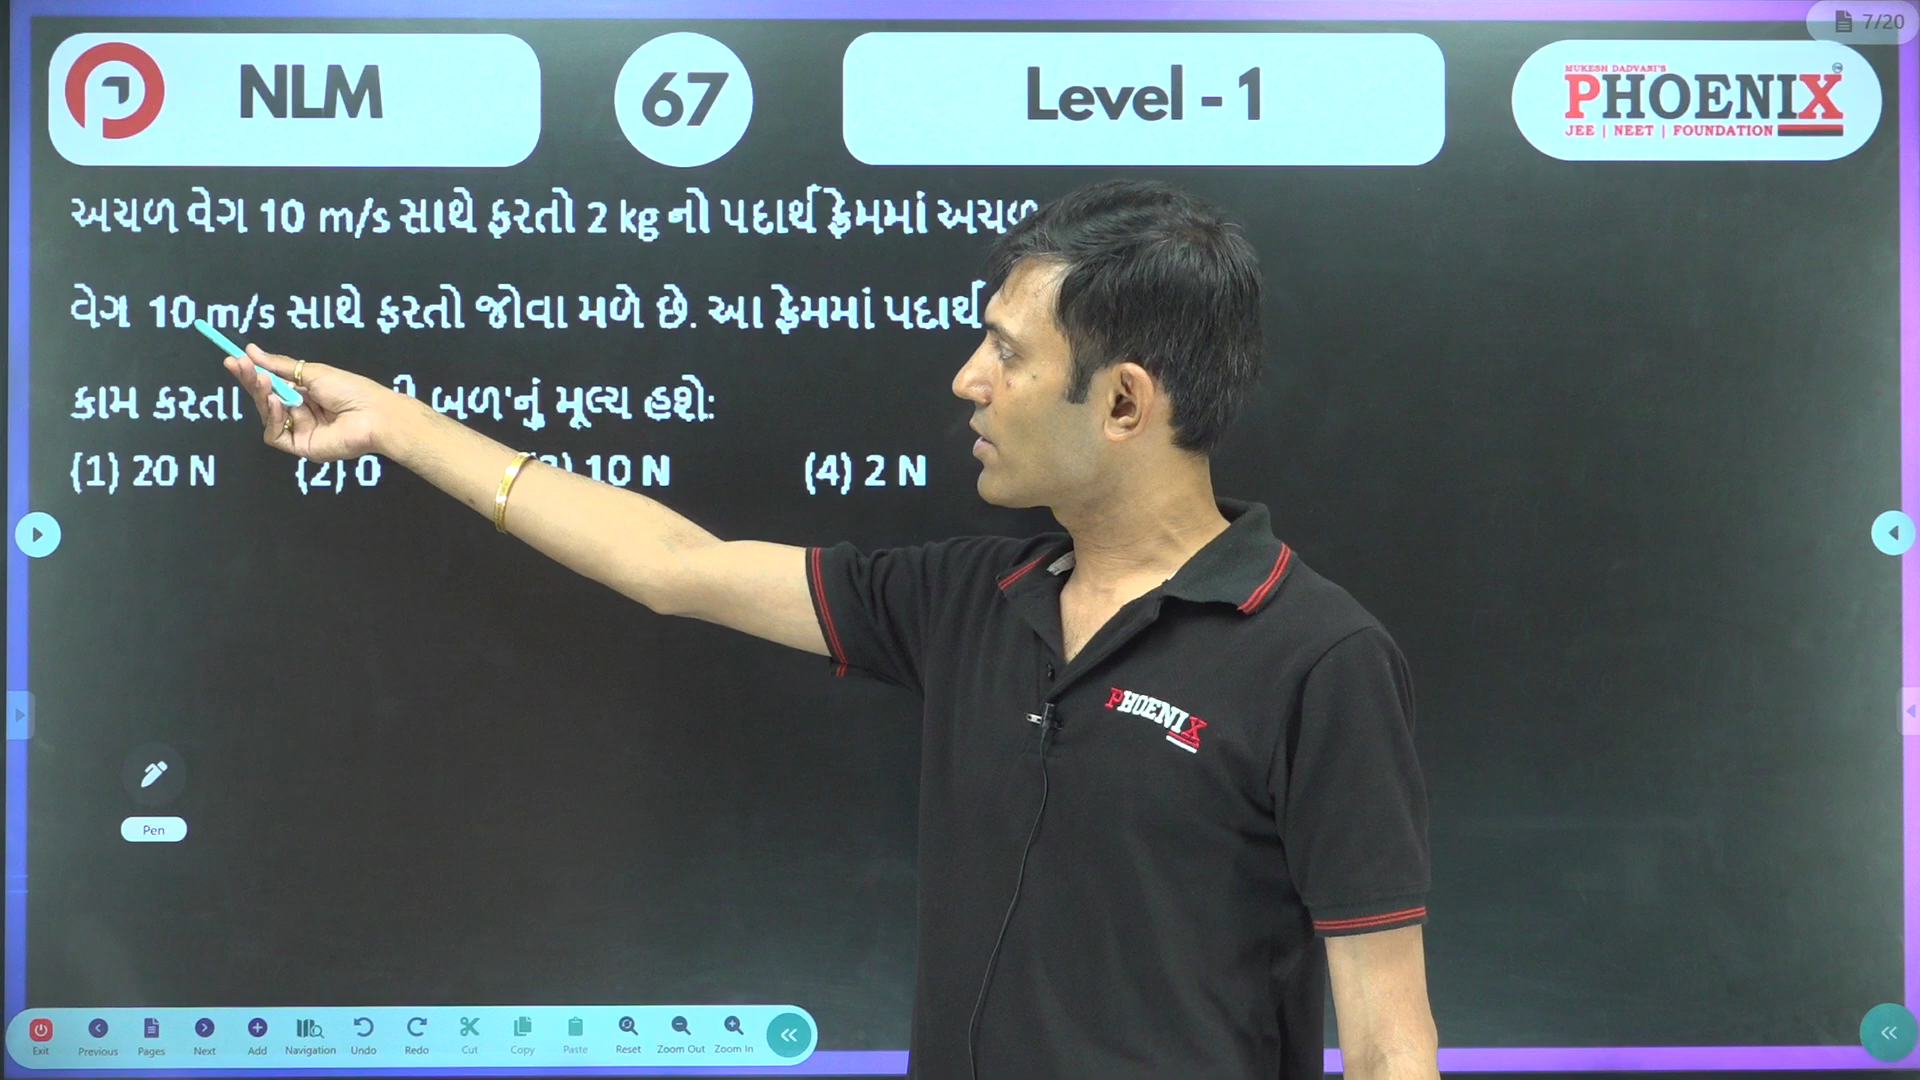 7/20
NLM
67
Level - 1
MUKESH DADVANI'S
PHOENIX
JEE | NEET | FOUNDATION
અચળ વેગ 10 m/s સાથે ફરતો 2 kg નો પદાર્થ ફ્રેમમાં અચળ
વેગ 10 m/s સાથે ફરતો જોવા મળે છે. આ ફ્રેમમાં પદાર્થ
કામ કરતા બળ'નું મૂલ્ય હશે:
(1) 20 N (2) 0 10 N (4) 2 N
PHOENIX
Pen
Exit Previous Pages Next Add Navigation Undo Redo Cut Copy Paste Reset Zoom Out Zoom In